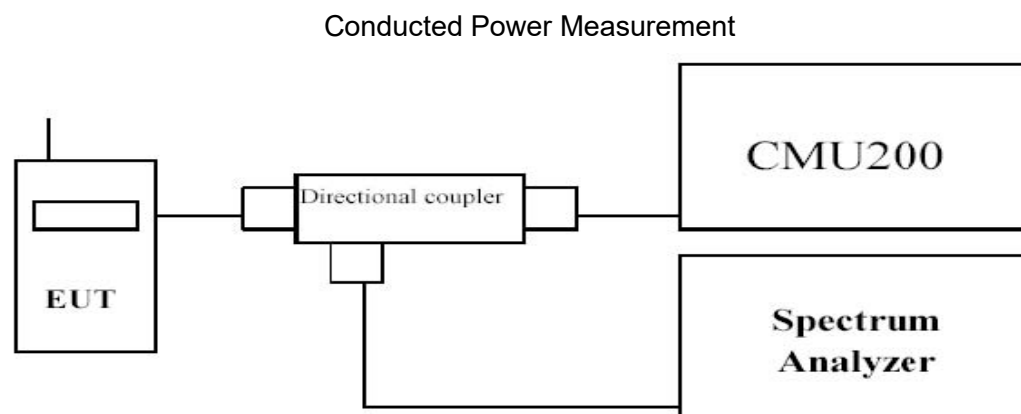 Conducted Power Measurement
CMU200
Directional coupler
EUT
Spectrum
Analyzer